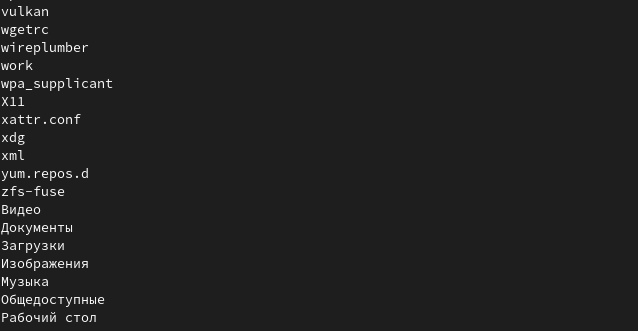 vulkan
wgetrc
wireplumber
work
wpa_supplicant
X11
xattr.conf
xdg
xml
yum.repos.d
zfs-fuse
Видео
Документы
Загрузки
Изображения
Музыка
Общедоступные
Рабочий стол